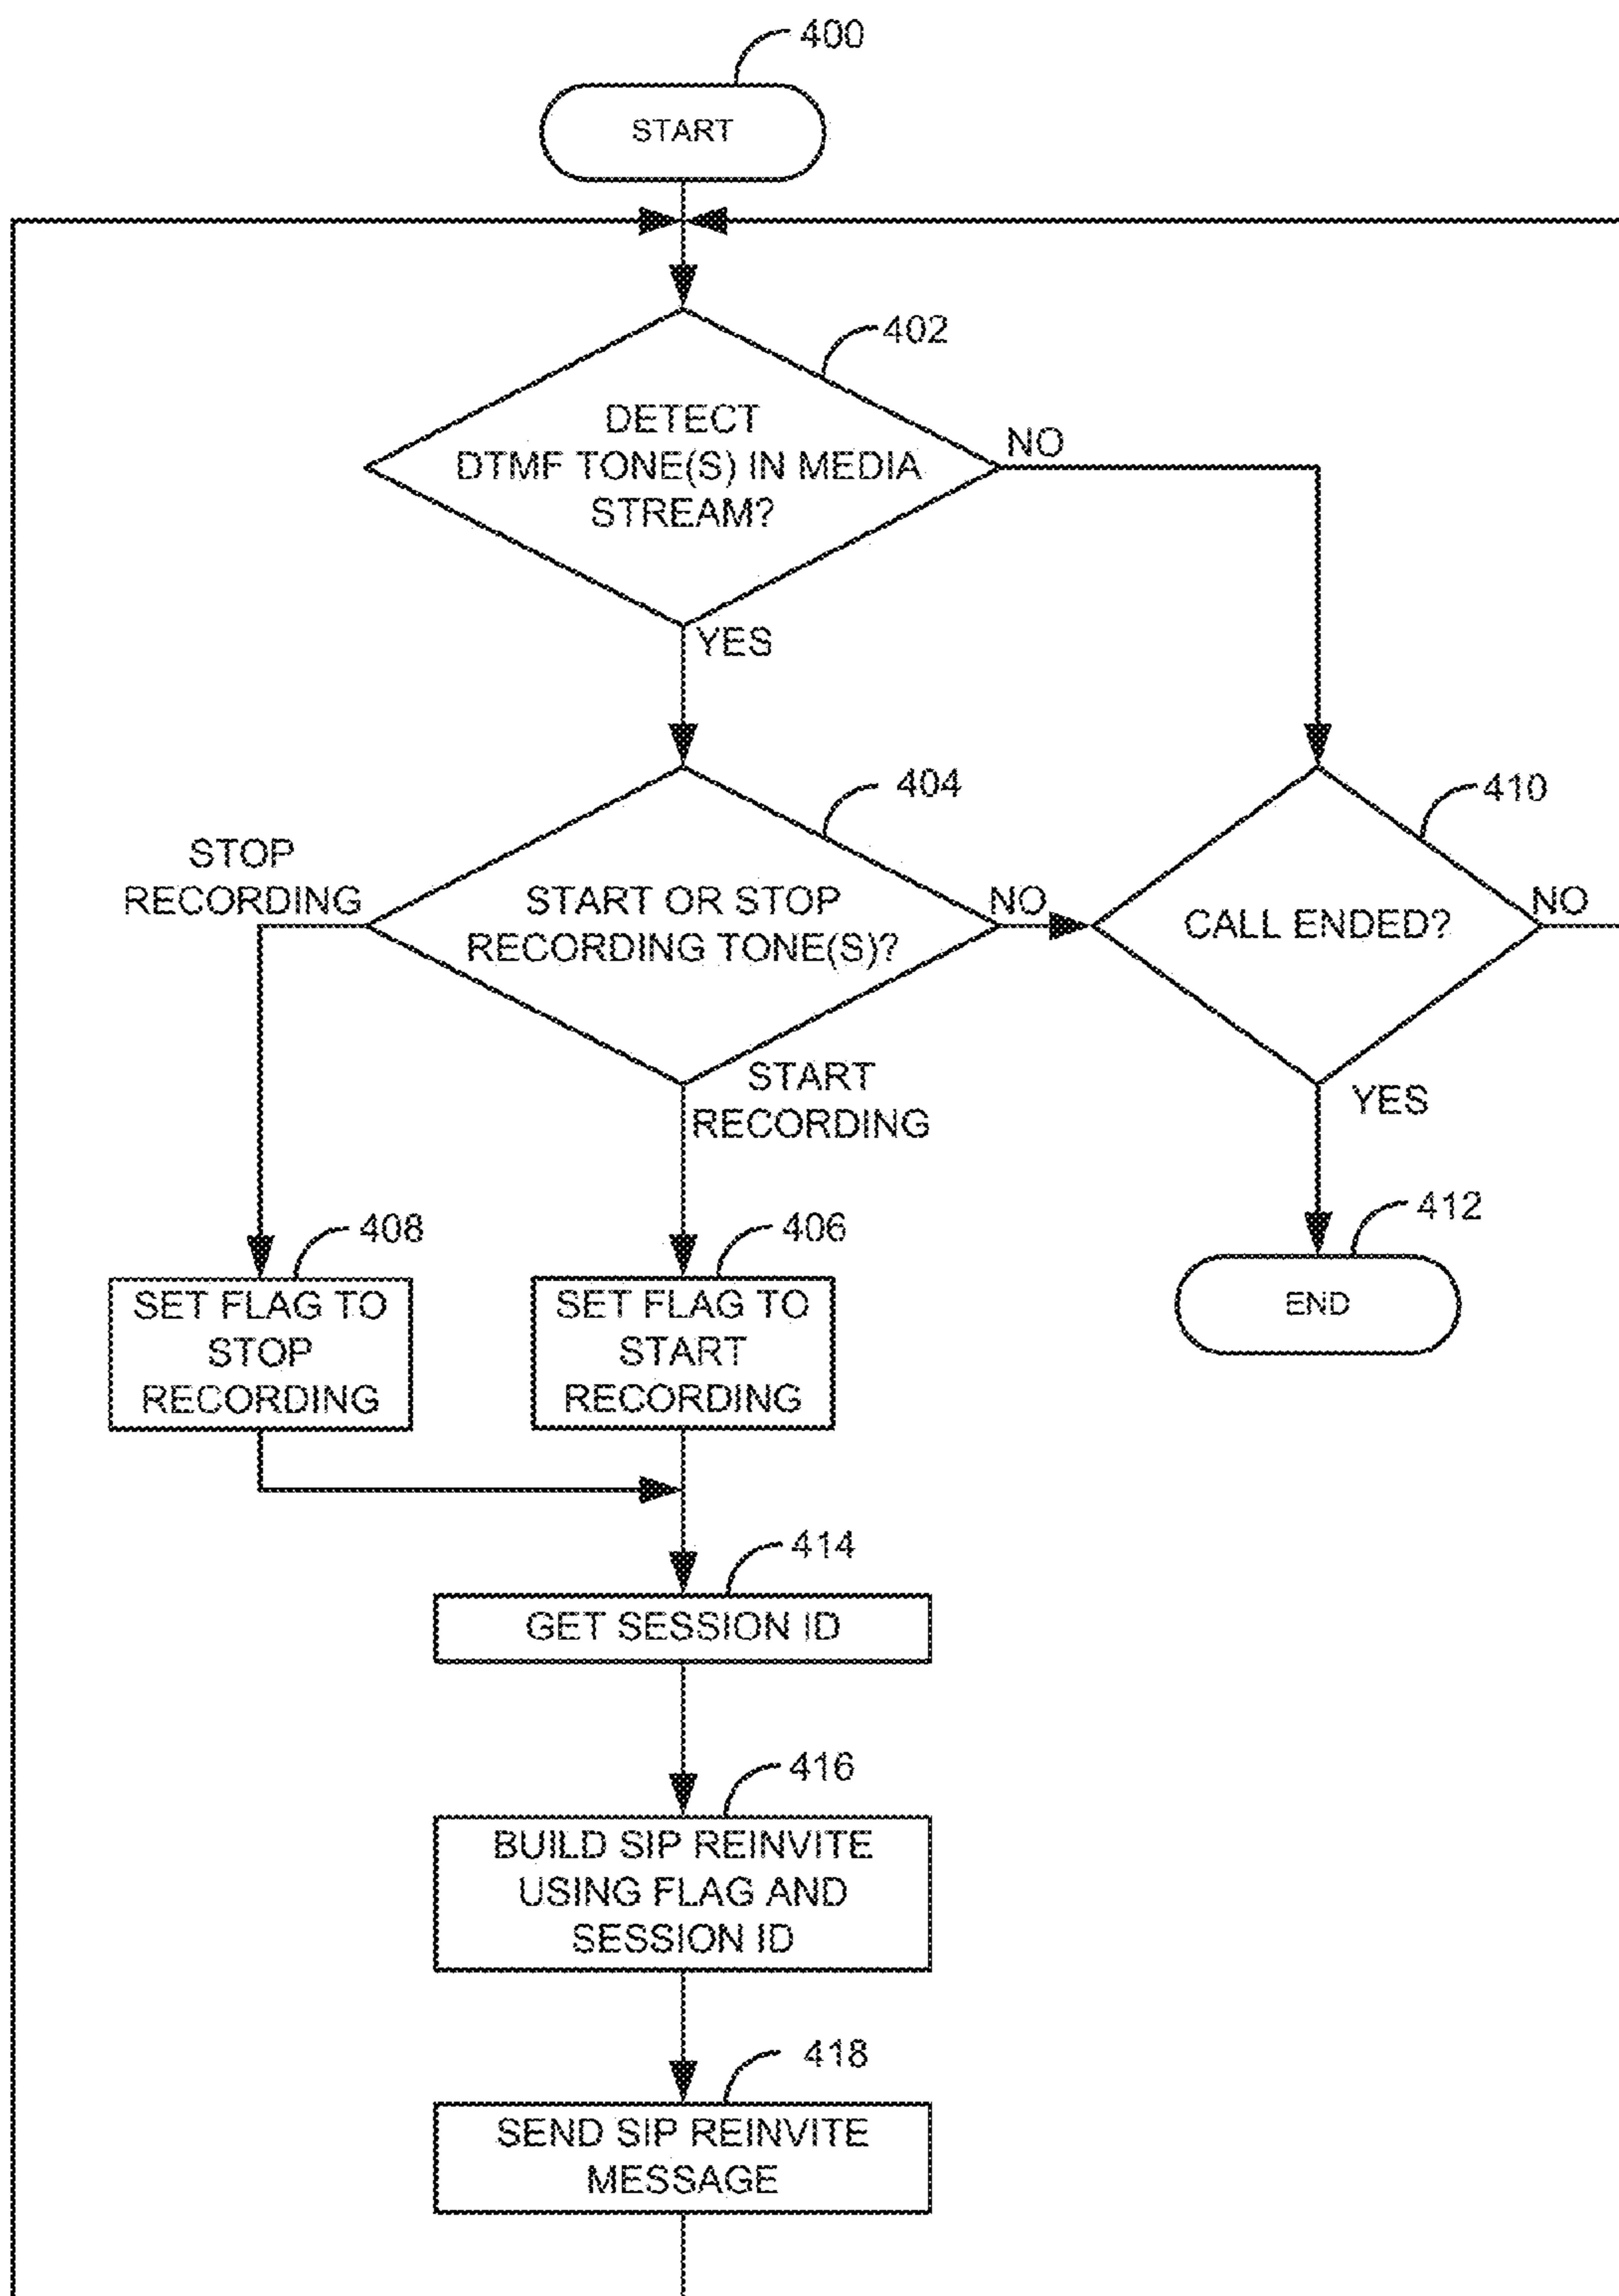 400
START
402
DETECT
DTMF TONE(S) IN MEDIA
STREAM?
NO
YES
404
410
STOP
RECORDING
START OR STOP
RECORDING TONE(S)?
NO
CALL ENDED?
NO
START
RECORDING
YES
408
406
412
SET FLAG TO
STOP
RECORDING
SET FLAG TO
START
RECORDING
END
414
GET SESSION ID
416
BUILD SIP REINVITE
USING FLAG AND
SESSION ID
418
SEND SIP REINVITE
MESSAGE